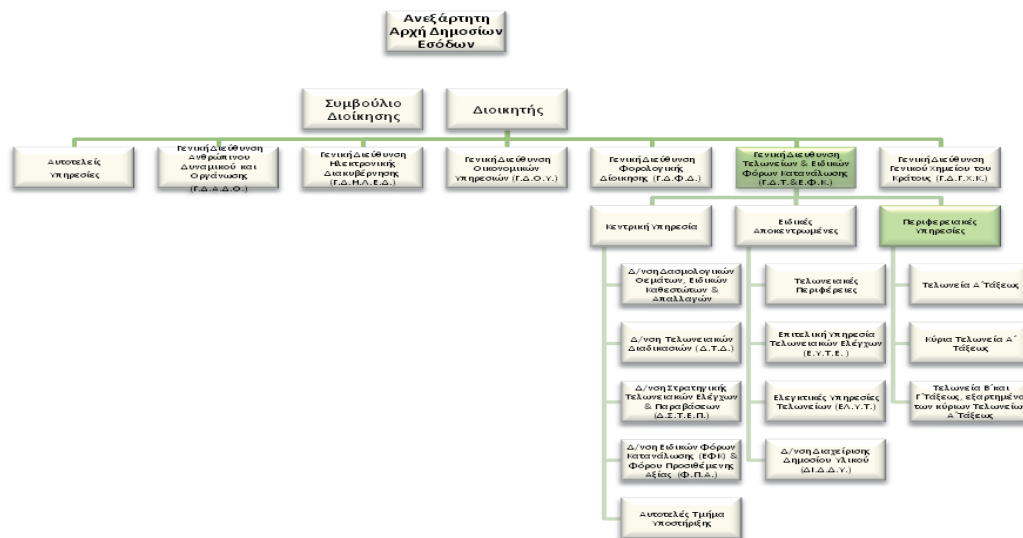 Ανεξάρτητη
Αρχή Δημοσίων
Εσόδων
Συμβούλιο
Διοίκησης
Διοικητής
Αυτοτελείς
Υπηρεσίες
Γενική Διεύθυνση
Ανθρώπινου
Δυναμικού και
Οργάνωσης
(Γ.Δ.Α.Δ.Ο.)
Γενική Διεύθυνση
Ηλεκτρονικής
Διακυβέρνησης
(Γ.Δ.ΗΛ.Ε.Δ.)
Γενική Διεύθυνση
Οικονομικών
Υπηρεσιών (Γ.Δ.Ο.Υ.)
Γενική Διεύθυνση
Φορολογικής
Διοίκησης (Γ.Δ.Φ.Δ.)
Γενική Διεύθυνση
Τελωνείων & Ειδικών
Φόρων Κατανάλωσης
(Γ.Δ.Τ.&Ε.Φ.Κ.)
Γενική Διεύθυνση
Γενικού Χημείου του
Κράτους (Γ.Δ.Γ.Χ.Κ.)
Κεντρική Υπηρεσία
Ειδικές
Αποκεντρωμένες
Περιφερειακές
Υπηρεσίες
Δ/νση Δασμολογικών
Θεμάτων, Ειδικών
Καθεστώτων &
Απαλλαγών
Δ/νση Τελωνειακών
Διαδικασιών (Δ.Τ.Δ.)
Δ/νση Στρατηγικής
Τελωνειακών Ελέγχων
& Παραβάσεων
(Δ.Σ.Τ.Ε.Π.)
Δ/νση Ειδικών Φόρων
Κατανάλωσης (ΕΦΚ) &
Φόρου Προστιθέμενης
Αξίας (Φ.Π.Α.)
Αυτοτελές Τμήμα
Υποστήριξης
Τελωνειακές
Περιφέρειες
Επιτελική Υπηρεσία
Τελωνειακών Ελέγχων
(Ε.Υ.Τ.Ε.)
Ελεγκτικές Υπηρεσίες
Τελωνείων (ΕΛ.Υ.Τ.)
Δ/νση Διαχείρισης
Δημοσίου Υλικού
(ΔΙ.Δ.Δ.Υ.)
Τελωνεία Α΄Τάξεως
Κύρια Τελωνεία Α΄
Τάξεως
Τελωνεία Β΄και
Γ΄Τάξεως, εξαρτημένα
των κύριων Τελωνείων
Α΄Τάξεως